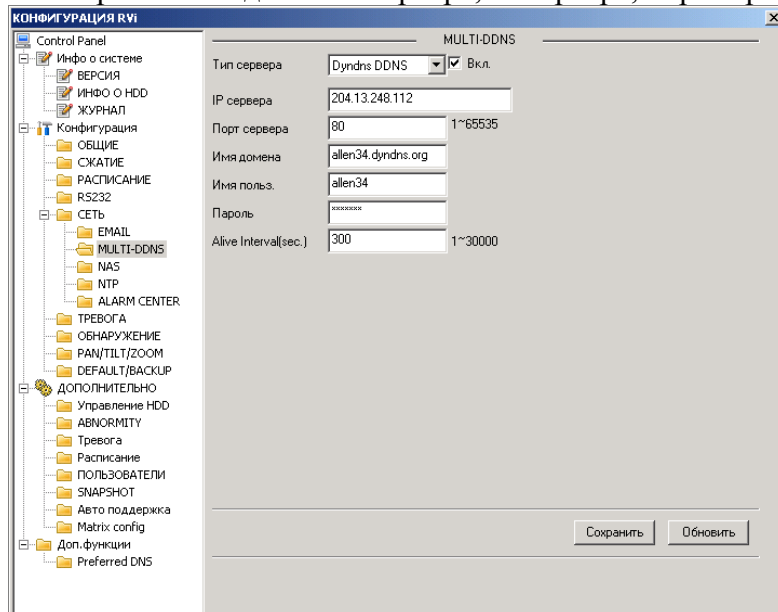 КОНФИГУРАЦИЯ RVi
Control Panel
Инфо о системе
ВЕРСИЯ
ИНФО О HDD
ЖУРНАЛ
Конфигурация
ОБЩИЕ
СЖАТИЕ
РАСПИСАНИЕ
RS232
СЕТЬ
EMAIL
MULTI-DDNS
NAS
NTP
ALARM CENTER
ТРЕВОГА
ОБНАРУЖЕНИЕ
PAN/TILT/ZOOM
DEFAULT/BACKUP
ДОПОЛНИТЕЛЬНО
Управление HDD
ABNORMITY
Тревога
Расписание
ПОЛЬЗОВАТЕЛИ
SNAPSHOT
Авто поддержка
Matrix config
Доп.функции
Preferred DNS
MULTI-DDNS
Тип сервера Dyndns DDNS Вкл.
IP сервера 204.13.248.112
Порт сервера 80 1~65535
Имя домена allen34.dyndns.org
Имя польз. allen34
Пароль *******
Alive Interval(sec.) 300 1~30000
Сохранить Обновить